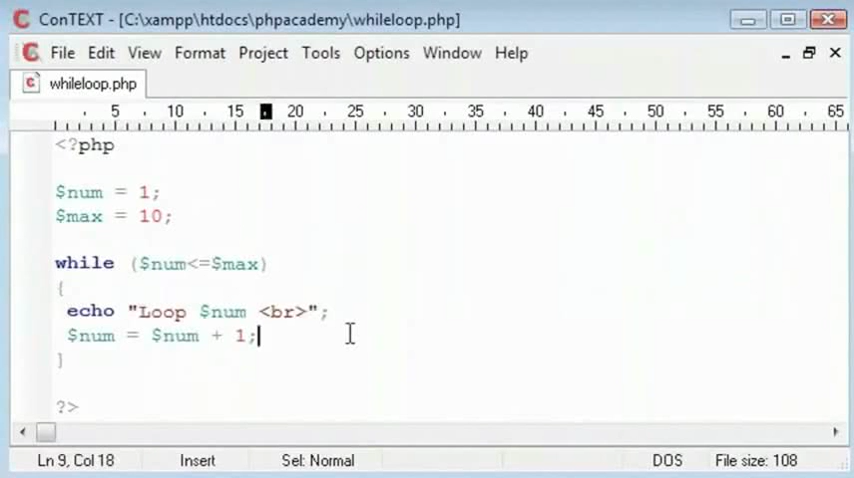 ConTEXT - [C:\xampp\htdocs\phpacademy\whileloop.php]
File Edit View Format Project Tools Options Window Help
whileloop.php
5 10 15 20 25 30 35 40 45 50 55 60 65
<?php
$num = 1;
$max = 10;
while ($num<=$max)
{
echo "Loop $num <br>";
$num = $num + 1;
}
?>
Ln 9, Col 18 Insert Sel: Normal DOS File size: 108